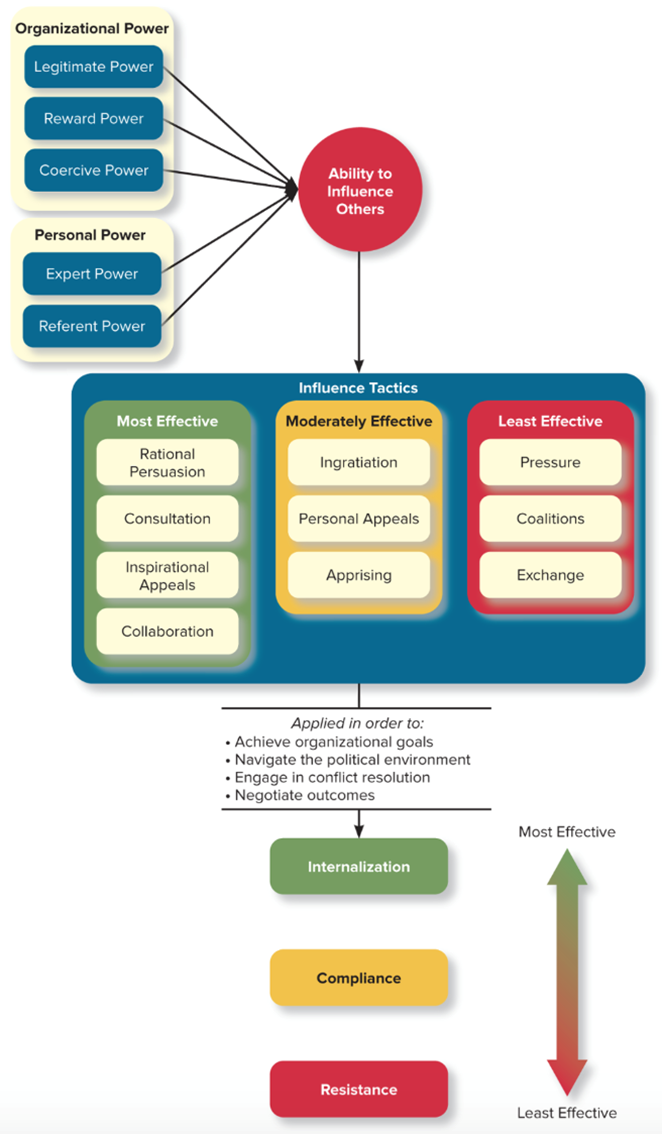 Organizational Power
Legitimate Power
Reward Power
Coercive Power
Personal Power
Expert Power
Referent Power
Ability to
Influence
Others
Influence Tactics
Most Effective
Rational
Persuasion
Consultation
Inspirational
Appeals
Collaboration
Moderately Effective
Ingratiation
Personal Appeals
Apprising
Least Effective
Pressure
Coalitions
Exchange
Applied in order to:
• Achieve organizational goals
• Navigate the political environment
• Engage in conflict resolution
• Negotiate outcomes
Internalization
Compliance
Resistance
Most Effective
Least Effective